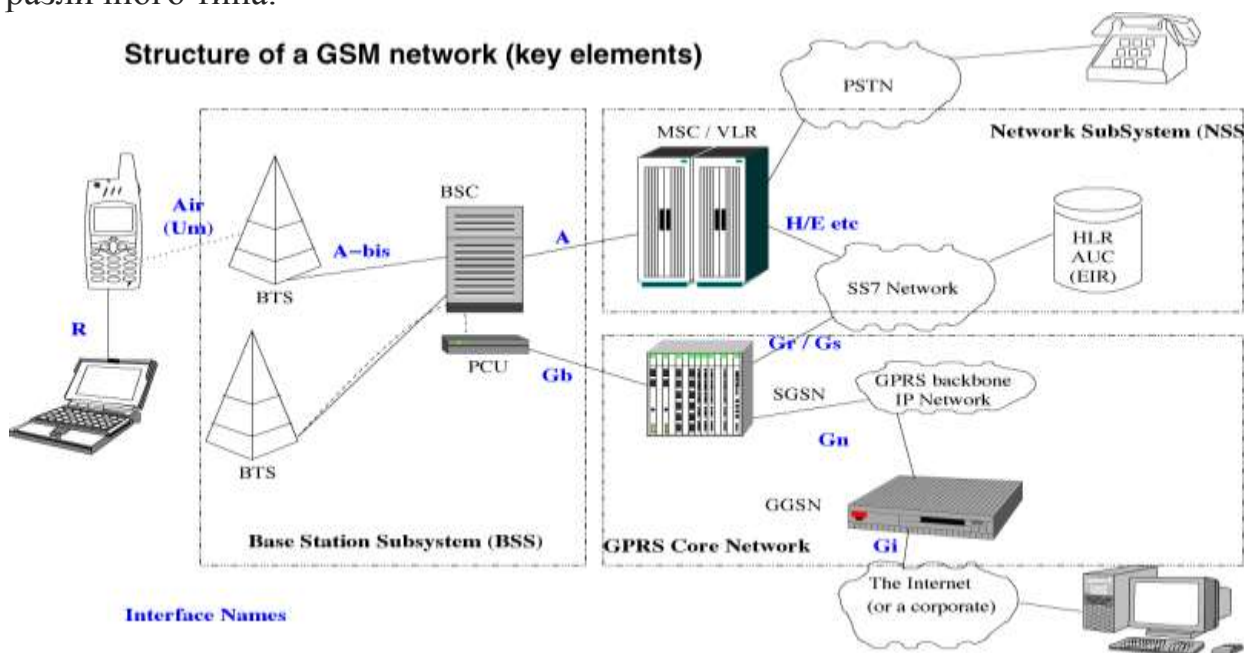 различного типа.
Structure of a GSM network (key elements)
PSTN
MSC / VLR
Network SubSystem (NSS
BSC
Air
(Um)
A-bis
A
H/E etc
HLR
AUC
(EIR)
BTS
SS7 Network
R
PCU
Gb
Gr / Gs
SGSN
GPRS backbone
IP Network
Gn
BTS
GGSN
Base Station Subsystem (BSS)
GPRS Core Network
Gi
The Internet
(or a corporate)
Interface Names